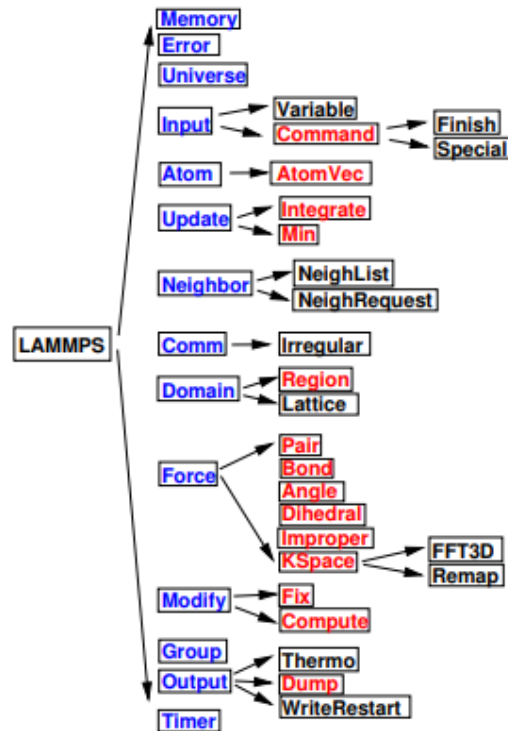 Memory
Error
Universe
Input
Variable
Command
Finish
Special
Atom
AtomVec
Update
Integrate
Min
Neighbor
NeighList
NeighRequest
LAMMPS
Comm
Irregular
Domain
Region
Lattice
Force
Pair
Bond
Angle
Dihedral
Improper
KSpace
FFT3D
Remap
Modify
Fix
Compute
Group
Output
Thermo
Dump
WriteRestart
Timer